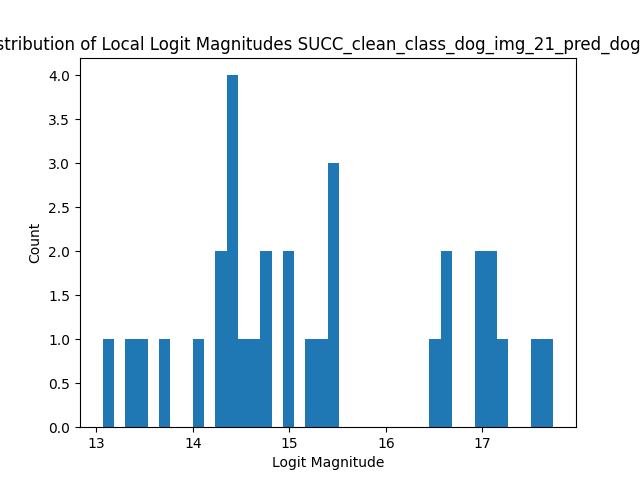 stribution of Local Logit Magnitudes SUCC_clean_class_dog_img_21_pred_dog
4.0
3.5
3.0
2.5
2.0
1.5
1.0
0.5
0.0
Count
13 14 15 16 17
Logit Magnitude